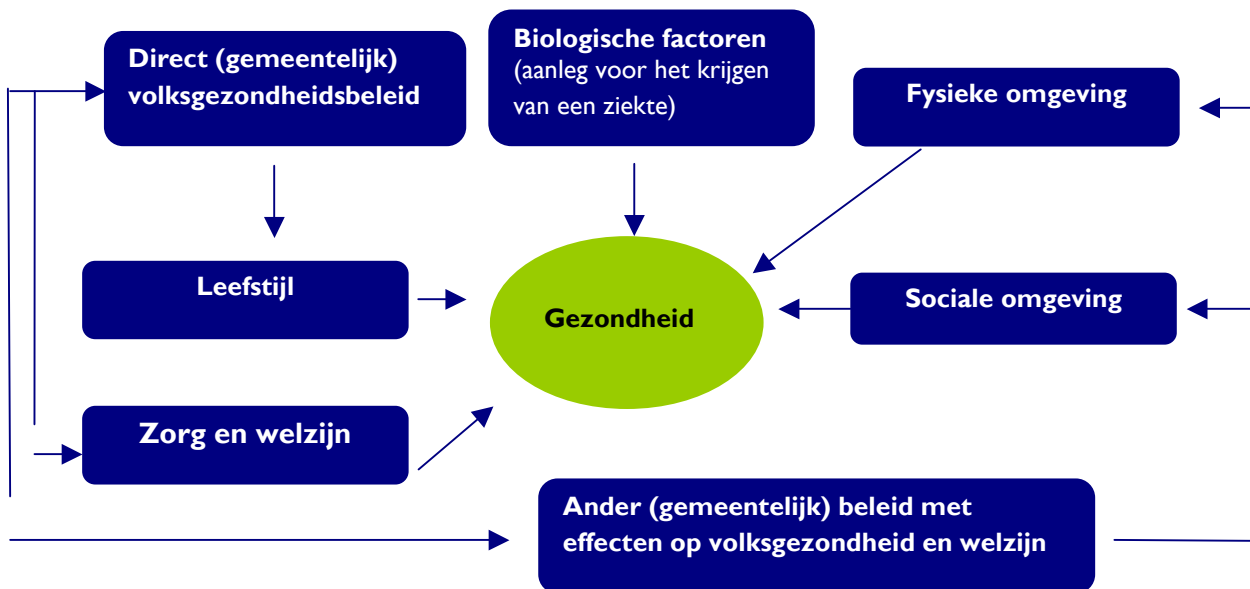 Direct (gemeentelijk)
volksgezondheidsbeleid
Biologische factoren
(aanleg voor het krijgen
van een ziekte)
Fysieke omgeving
Leefstijl
Gezondheid
Sociale omgeving
Zorg en welzijn
Ander (gemeentelijk) beleid met
effecten op volksgezondheid en welzijn